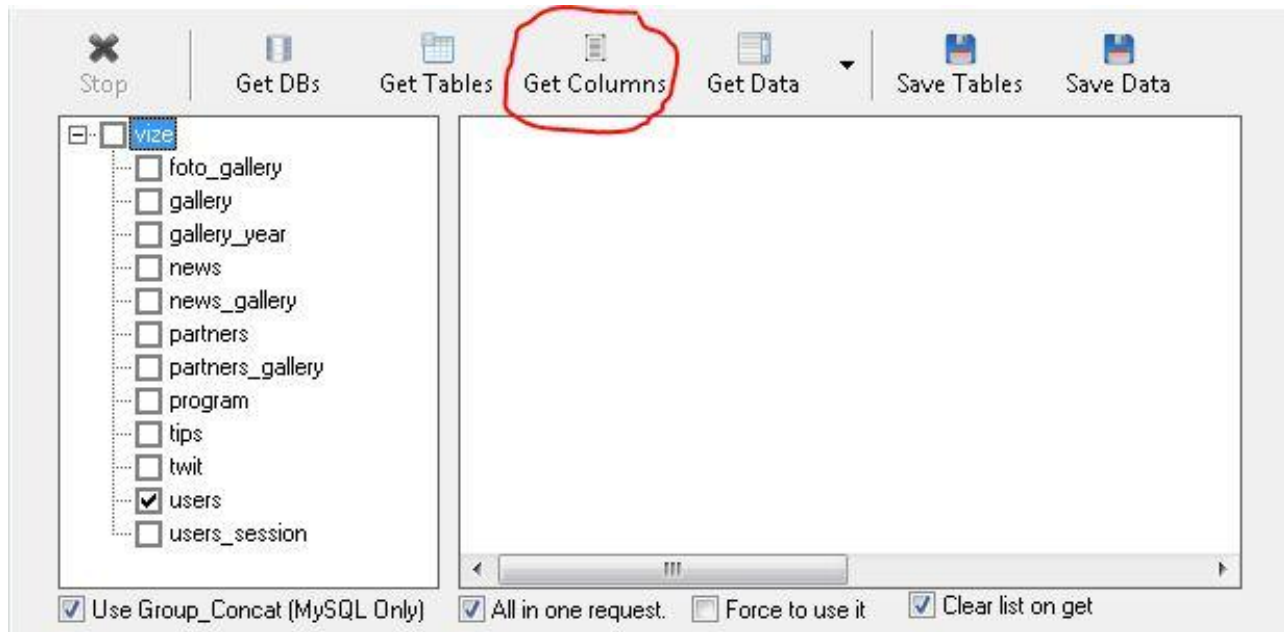 Stop Get DBs Get Tables Get Columns Get Data Save Tables Save Data
vize
foto_gallery
gallery
gallery_year
news
news_gallery
partners
partners_gallery
program
tips
twit
users
users_session
Use Group_Concat (MySQL Only) All in one request. Force to use it Clear list on get